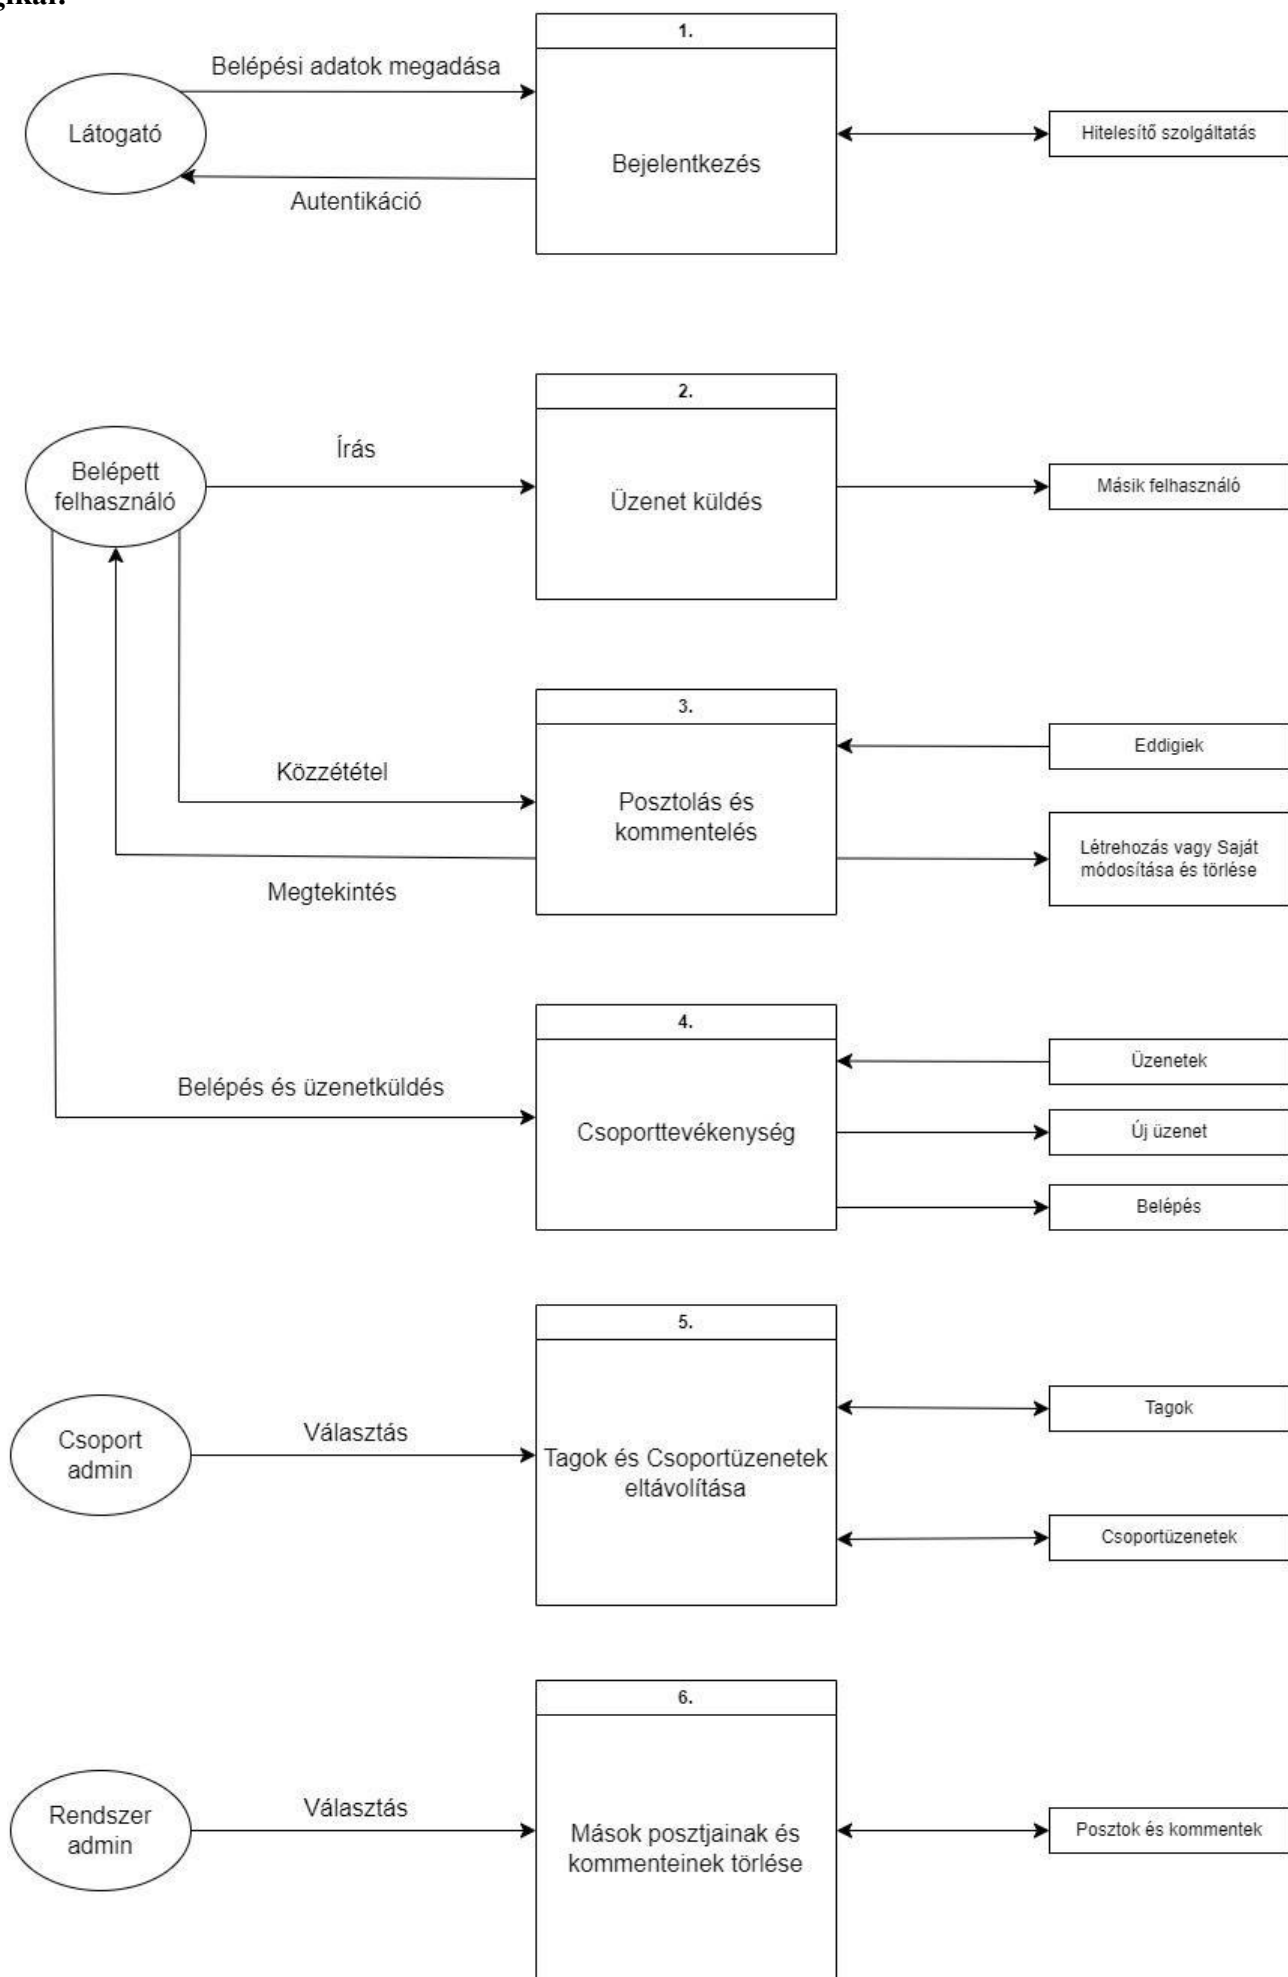 1.
Belépési adatok megadása
Látogató
Hitelesítő szolgáltatás
Bejelentkezés
Autentikáció
2.
Írás
Belépett
felhasználó
Másik felhasználó
Üzenet küldés
3.
Eddigiek
Közzététel
Posztolás és
kommentelés
Létrehozás vagy Saját
módosítása és törlése
Megtekintés
4.
Üzenetek
Belépés és üzenetküldés
Csoporttevékenység
Új üzenet
Belépés
5.
Tagok
Csoport
admin
Választás
Tagok és Csoportüzenetek
eltávolítása
Csoportüzenetek
6.
Rendszer
admin
Választás
Mások posztjainak és
kommenteinek törlése
Posztok és kommentek